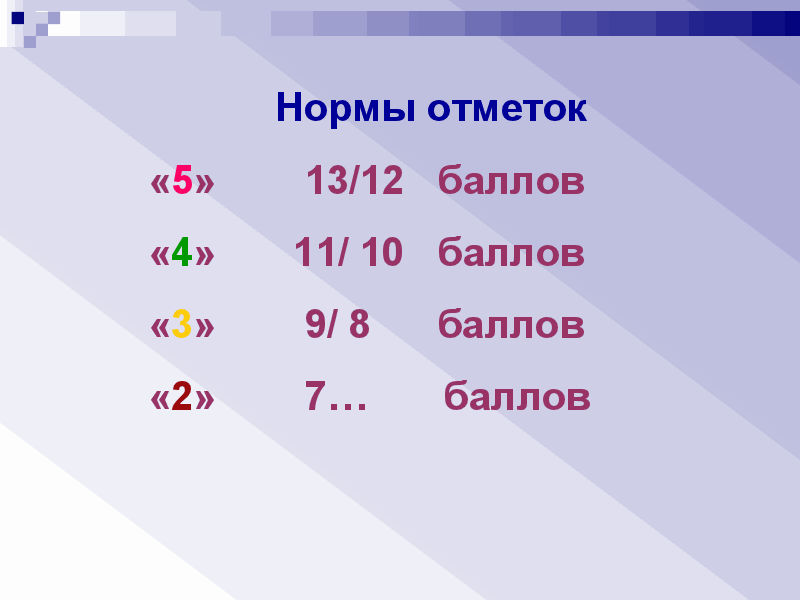 Нормы отметок
«5» 13/12 баллов
«4» 11/ 10 баллов
«3» 9/ 8 баллов
«2» 7… баллов